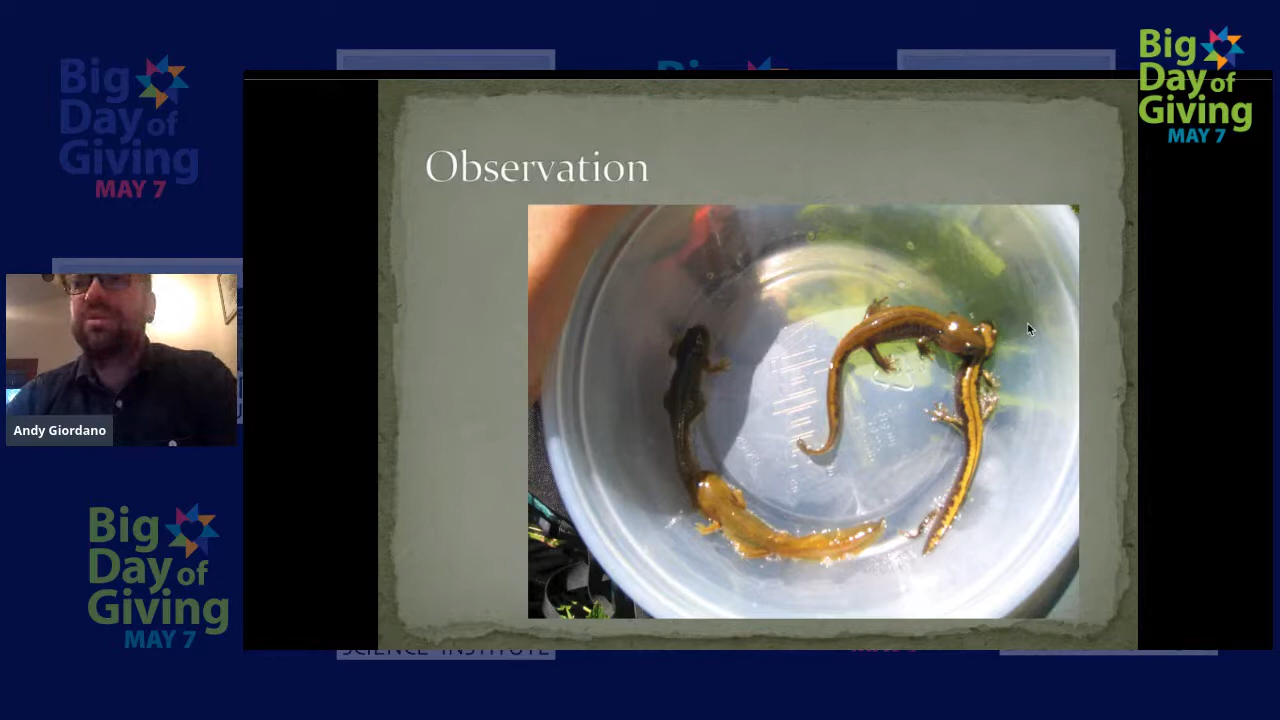 Big
Day of
Giving
MAY 7
Big
Day of
Giving
MAY 7
Observation
Andy Giordano
Big
Day of
Giving
MAY 7
SCIENCE INSTITUTE